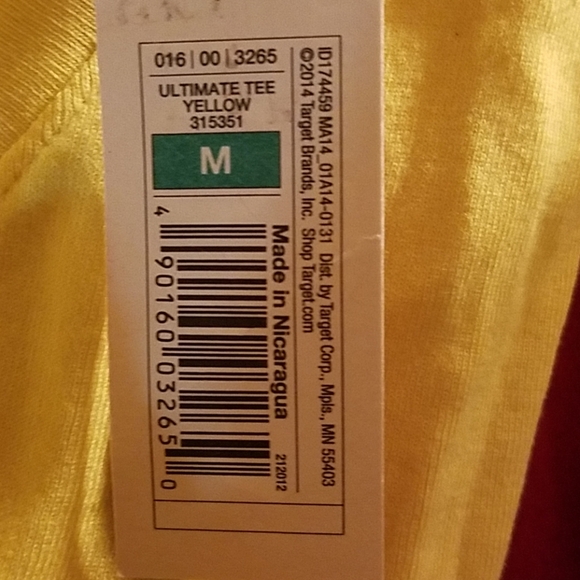 016 | 00 | 3265
ULTIMATE TEE
YELLOW
315351
M
4 90160 03265 0
Made in Nicaragua
212012
©2014 Target Brands, Inc. Shop Target.com
ID174459 MA14_01A14-0131 Dist. by Target Corp., Mpls., MN 55403